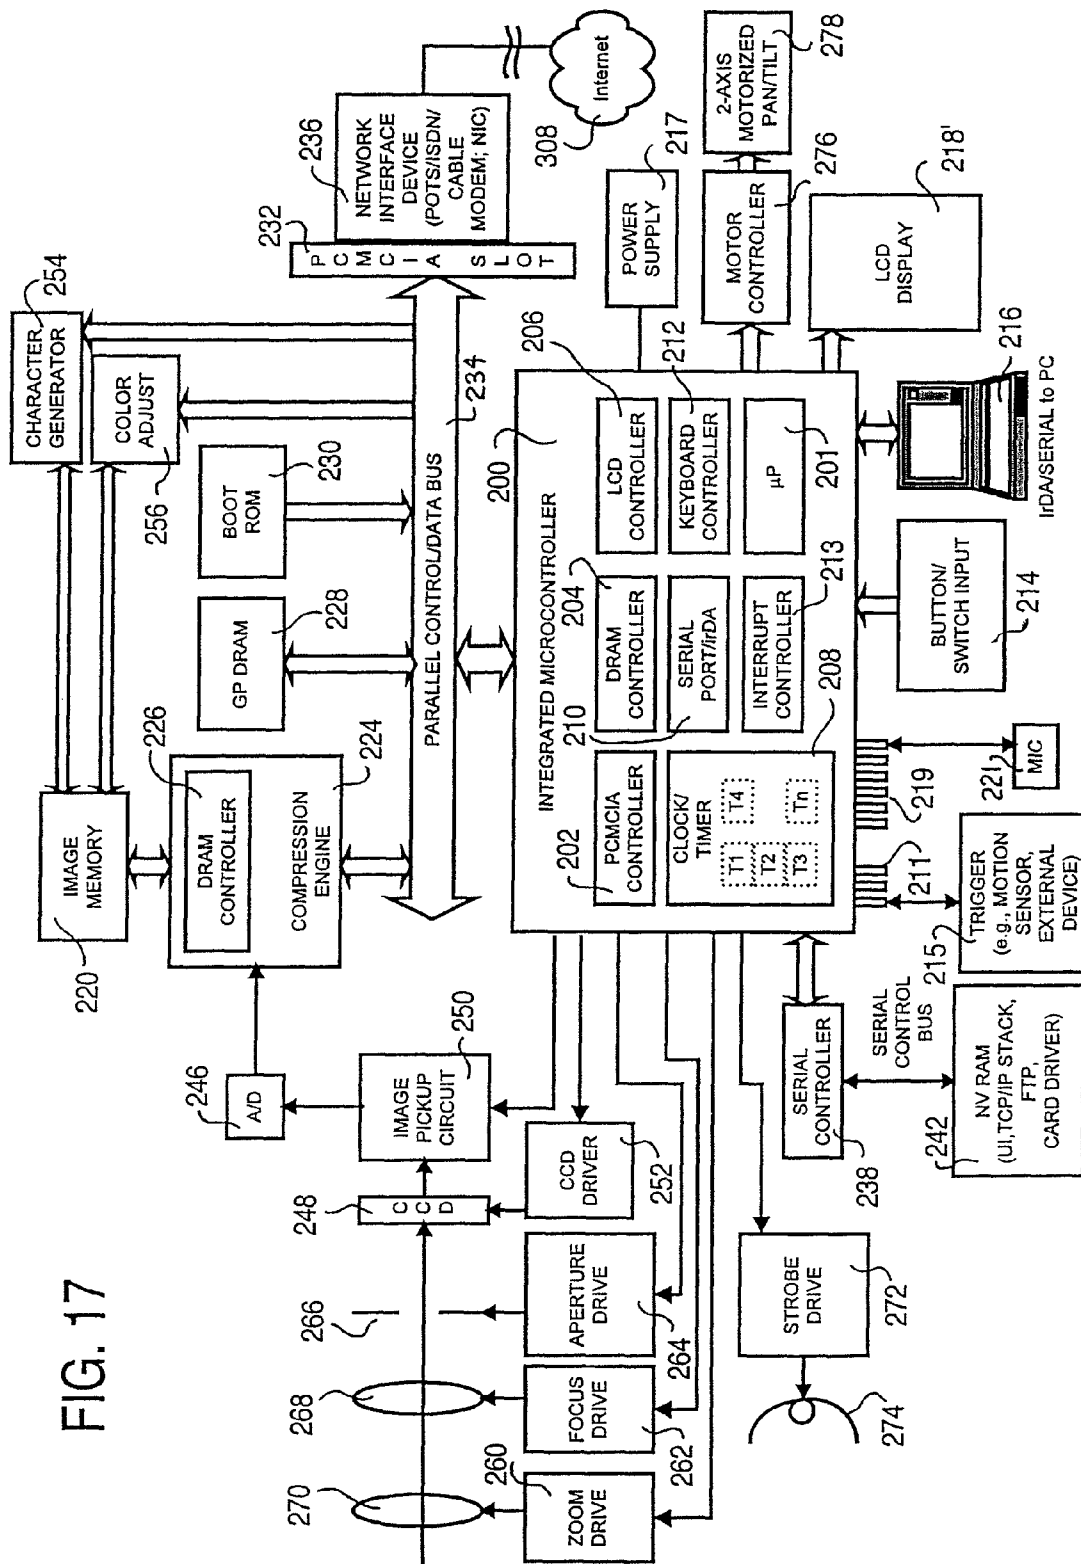 FIG. 17
270
268
266
248
C C D
250
IMAGE
PICKUP
CIRCUIT
246
A/D
220
IMAGE
MEMORY
226
DRAM
CONTROLLER
COMPRESSION
ENGINE
224
GP DRAM
228
BOOT
ROM
230
256
COLOR
ADJUST
CHARACTER
GENERATOR
254
PARALLEL CONTROL/DATA BUS
234
232
PCMCIA SLOT
236
NETWORK
INTERFACE
DEVICE
(POTS/ISDN/
CABLE
MODEM; NIC)
Internet
308
260
ZOOM
DRIVE
262
FOCUS
DRIVE
264
APERTURE
DRIVE
252
CCD
DRIVER
272
STROBE
DRIVE
274
INTEGRATED MICROCONTROLLER
200
202
PCMCIA
CONTROLLER
204
DRAM
CONTROLLER
206
LCD
CONTROLLER
CLOCK/
TIMER
T1
T2
T3
T4
Tn
208
210
SERIAL
PORT/irDA
212
KEYBOARD
CONTROLLER
INTERRUPT
CONTROLLER
213
µP
201
POWER
SUPPLY
217
MOTOR
CONTROLLER
276
2-AXIS
MOTORIZED
PAN/TILT
278
LCD
DISPLAY
218'
SERIAL
CONTROLLER
238
SERIAL
CONTROL
BUS
242
NV RAM
(UI,TCP/IP STACK,
FTP,
CARD DRIVER)
215
TRIGGER
(e.g., MOTION
SENSOR,
EXTERNAL
DEVICE)
211
219
221
MIC
BUTTON/
SWITCH INPUT
214
216
IrDA/SERIAL to PC